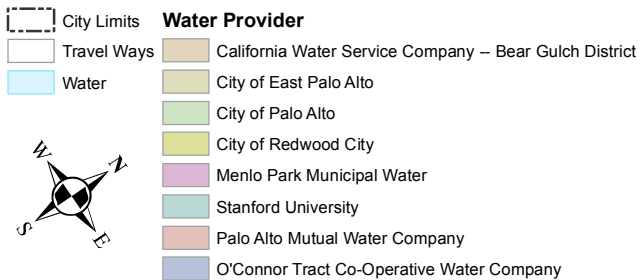 City Limits
Travel Ways
Water
Water Provider
California Water Service Company -- Bear Gulch District
City of East Palo Alto
City of Palo Alto
City of Redwood City
Menlo Park Municipal Water
Stanford University
Palo Alto Mutual Water Company
O'Connor Tract Co-Operative Water Company
W
N
S
E